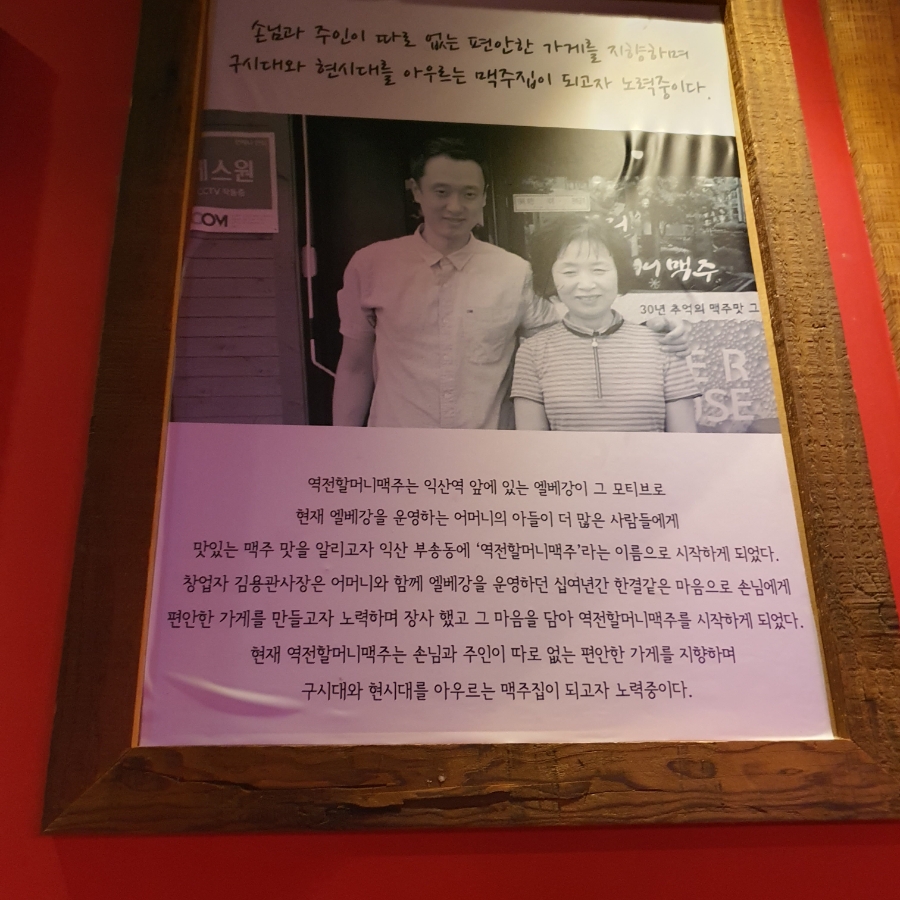 손님과 주인이 따로 없는 편안한 가게를 지향하며
구시대와 현시대를 아우르는 맥주집이 되고자 노력중이다.
에스원
CCTV 작동중
COM
맥주
30년 추억의 맥주맛 그
ER
USE
역전할머니맥주는 익산역 앞에 있는 엘베강이 그 모티브로
현재 엘베강을 운영하는 어머니의 아들이 더 많은 사람들에게
맛있는 맥주 맛을 알리고자 익산 부송동에 '역전할머니맥주'라는 이름으로 시작하게 되었다.
창업자 김용관사장은 어머니와 함께 엘베강을 운영하던 십여년간 한결같은 마음으로 손님에게
편안한 가게를 만들고자 노력하며 장사 했고 그 마음을 담아 역전할머니맥주를 시작하게 되었다.
현재 역전할머니맥주는 손님과 주인이 따로 없는 편안한 가게를 지향하며
구시대와 현시대를 아우르는 맥주집이 되고자 노력중이다.